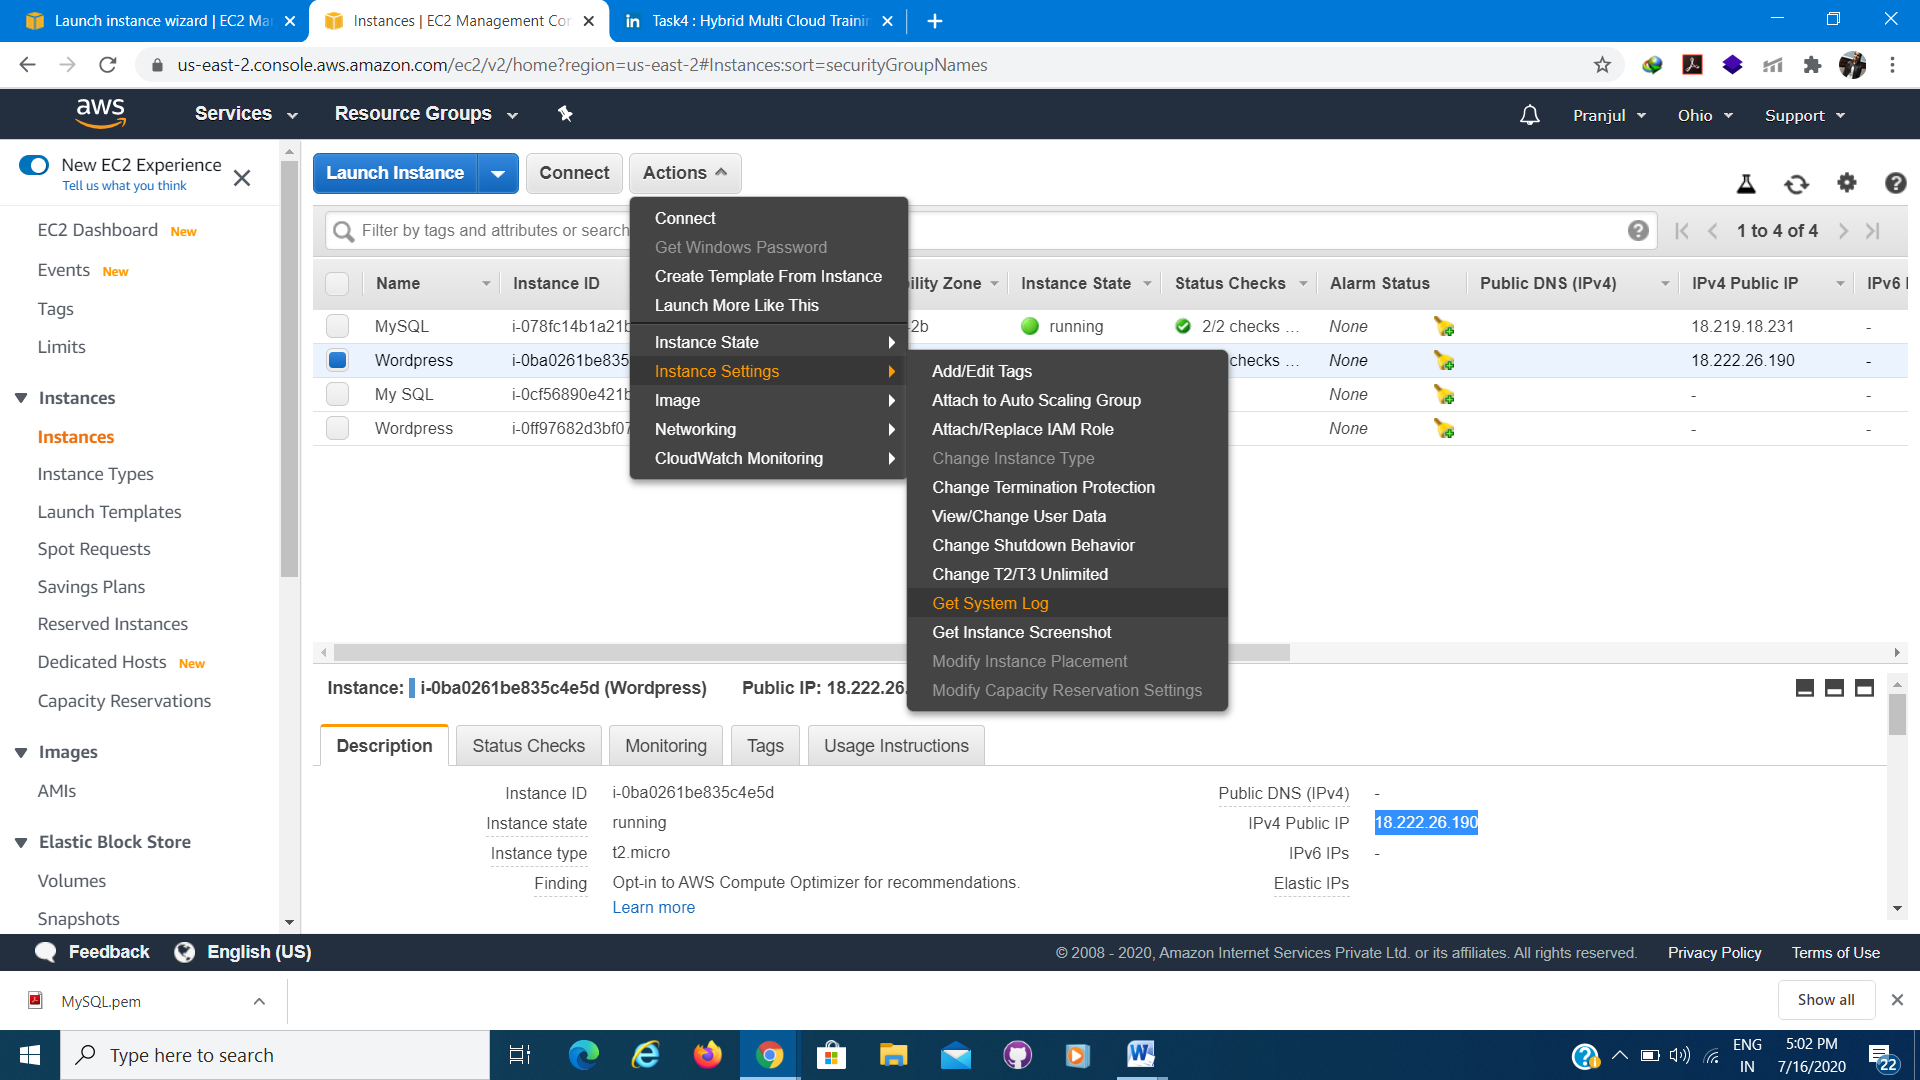 Launch instance wizard | EC2 Ma
Instances | EC2 Management Co
in Task4 : Hybrid Multi Cloud Trainin
us-east-2.console.aws.amazon.com/ec2/v2/home?region=us-east-2#Instances:sort=securityGroupNames
aws Services Resource Groups Pranjul Ohio Support
New EC2 Experience
Tell us what you think
EC2 Dashboard New
Events New
Tags
Limits
Instances
Instances
Instance Types
Launch Templates
Spot Requests
Savings Plans
Reserved Instances
Dedicated Hosts New
Capacity Reservations
Images
AMIs
Elastic Block Store
Volumes
Snapshots
Launch Instance Connect Actions
Filter by tags and attributes or search
1 to 4 of 4
Name Instance ID bility Zone Instance State Status Checks Alarm Status Public DNS (IPv4) IPv4 Public IP IPv6
MySQL i-078fc14b1a21b -2b running 2/2 checks ... None 18.219.18.231 -
Wordpress i-0ba0261be835 checks ... None 18.222.26.190 -
My SQL i-0cf56890e421b None - -
Wordpress i-0ff97682d3bf07 None - -
Connect
Get Windows Password
Create Template From Instance
Launch More Like This
Instance State
Instance Settings
Image
Networking
CloudWatch Monitoring
Add/Edit Tags
Attach to Auto Scaling Group
Attach/Replace IAM Role
Change Instance Type
Change Termination Protection
View/Change User Data
Change Shutdown Behavior
Change T2/T3 Unlimited
Get System Log
Get Instance Screenshot
Modify Instance Placement
Modify Capacity Reservation Settings
Instance: i-0ba0261be835c4e5d (Wordpress) Public IP: 18.222.26.
Description Status Checks Monitoring Tags Usage Instructions
Instance ID i-0ba0261be835c4e5d Public DNS (IPv4) -
Instance state running IPv4 Public IP 18.222.26.190
Instance type t2.micro IPv6 IPs -
Finding Opt-in to AWS Compute Optimizer for recommendations. Elastic IPs
Learn more
Feedback English (US) © 2008 - 2020, Amazon Internet Services Private Ltd. or its affiliates. All rights reserved. Privacy Policy Terms of Use
MySQL.pem Show all
Type here to search
ENG
IN
5:02 PM
7/16/2020
22